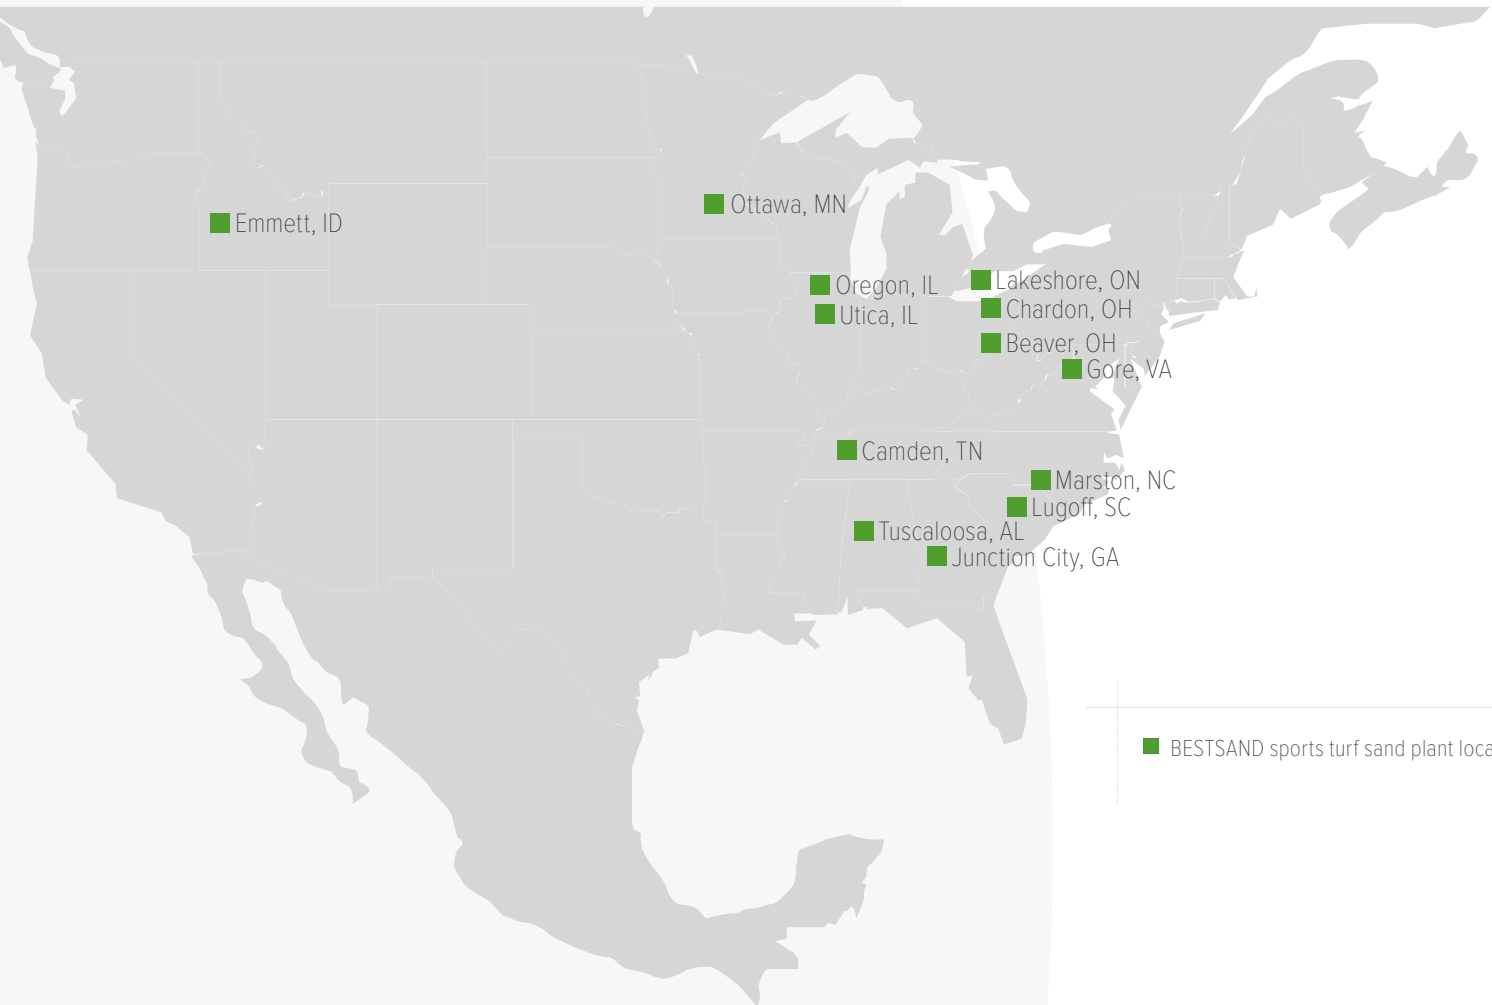 Ottawa, MN
Emmett, ID
Oregon, IL
Lakeshore, ON
Utica, IL
Chardon, OH
Beaver, OH
Gore, VA
Camden, TN
Marston, NC
Lugoff, SC
Tuscaloosa, AL
Junction City, GA
BESTSAND sports turf sand plant loca